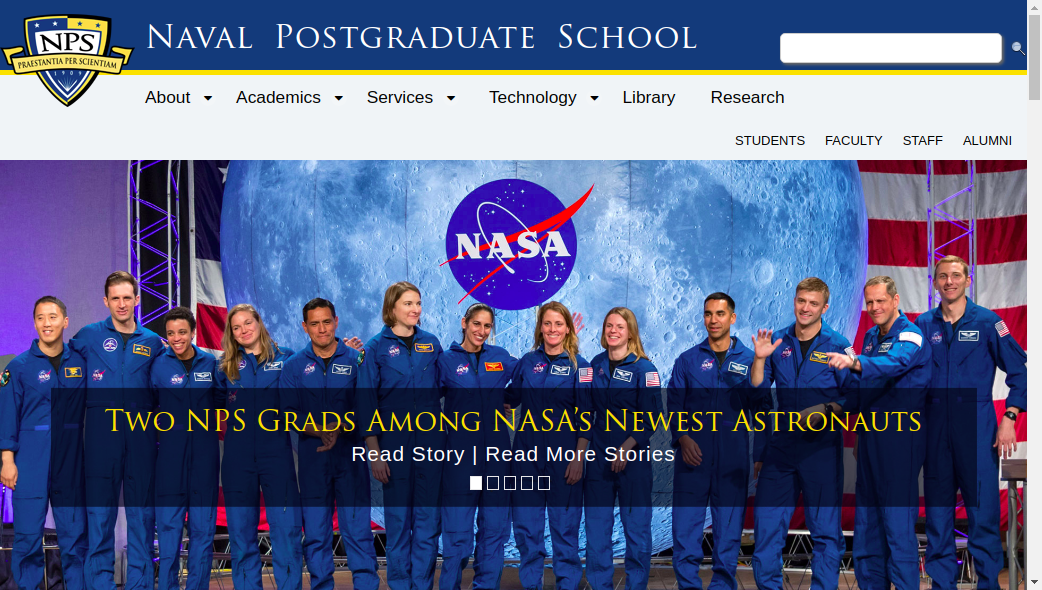 NPS
PRAESTANTIA PER SCIENTIAM
1909
Naval Postgraduate School
About
Academics
Services
Technology
Library
Research
STUDENTS
FACULTY
STAFF
ALUMNI
NASA
Two NPS Grads Among NASA's Newest Astronauts
Read Story | Read More Stories